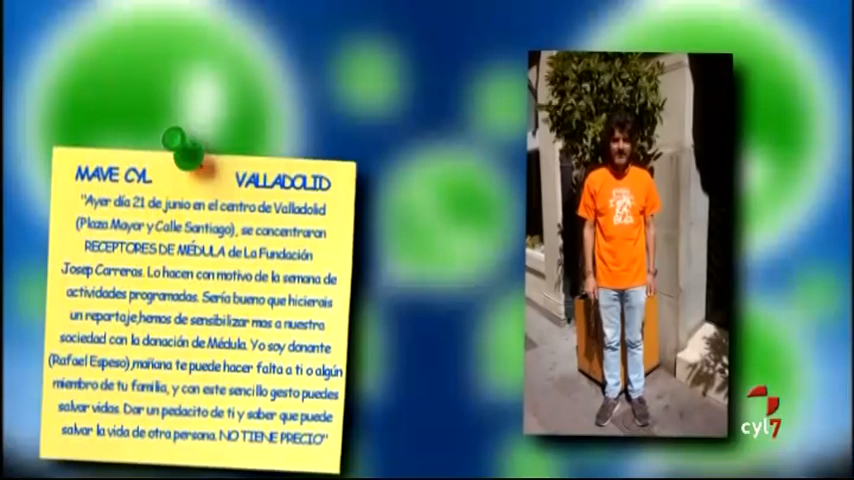 MAVE CYL VALLADOLID
"Ayer día 21 de junio en el centro de Valladolid
(Plaza Mayor y Calle Santiago), se concentraran
RECEPTORES DE MÉDULA de La Fundación
Josep Carreras. Lo hacen con motivo de la semana de
actividades programadas. Sería bueno que hicierais
un reportaje,hemos de sensibilizar mas a nuestra
sociedad con la donación de Médula. Yo soy donante
(Rafael Espeso),mañana te puede hacer falta a ti o algún
miembro de tu familia, y con este sencillo gesto puedes
salvar vidas. Dar un pedacito de ti y saber que puede
salvar la vida de otra persona. NO TIENE PRECIO"
cyl7